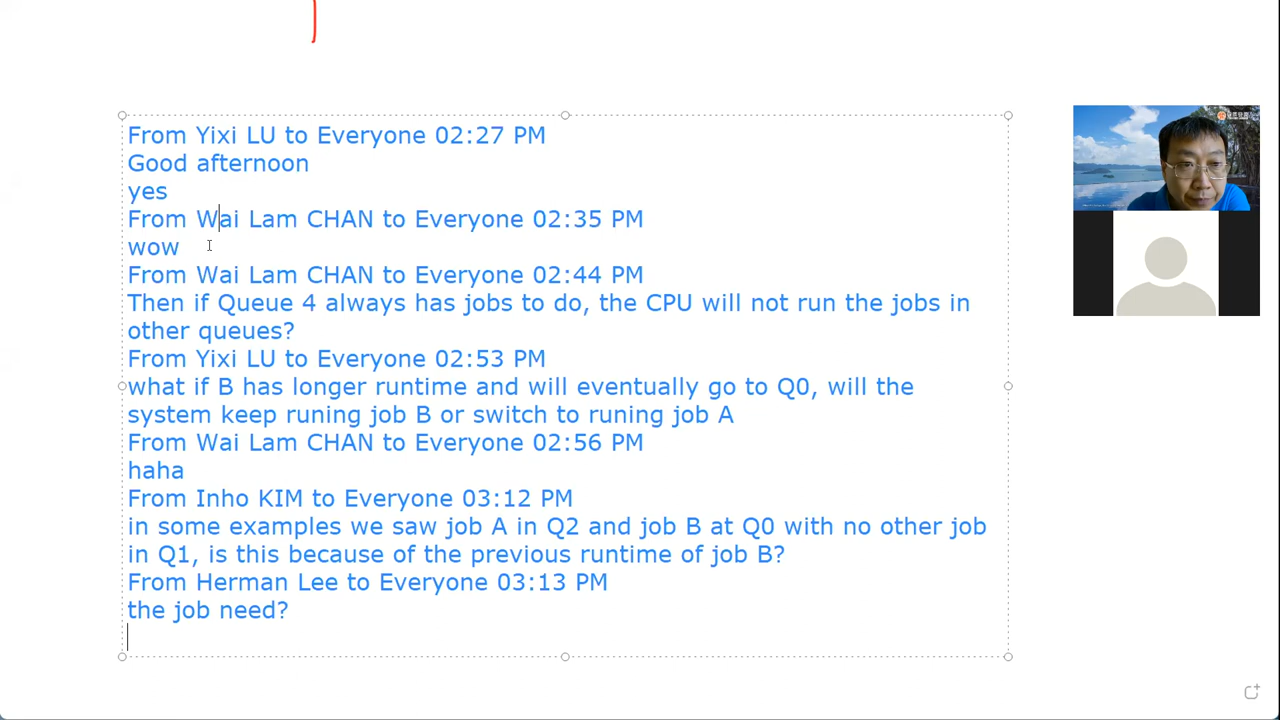 From Yixi LU to Everyone 02:27 PM
Good afternoon
yes
From Wai Lam CHAN to Everyone 02:35 PM
wow
From Wai Lam CHAN to Everyone 02:44 PM
Then if Queue 4 always has jobs to do, the CPU will not run the jobs in
other queues?
From Yixi LU to Everyone 02:53 PM
what if B has longer runtime and will eventually go to Q0, will the
system keep runing job B or switch to runing job A
From Wai Lam CHAN to Everyone 02:56 PM
haha
From Inho KIM to Everyone 03:12 PM
in some examples we saw job A in Q2 and job B at Q0 with no other job
in Q1, is this because of the previous runtime of job B?
From Herman Lee to Everyone 03:13 PM
the job need?